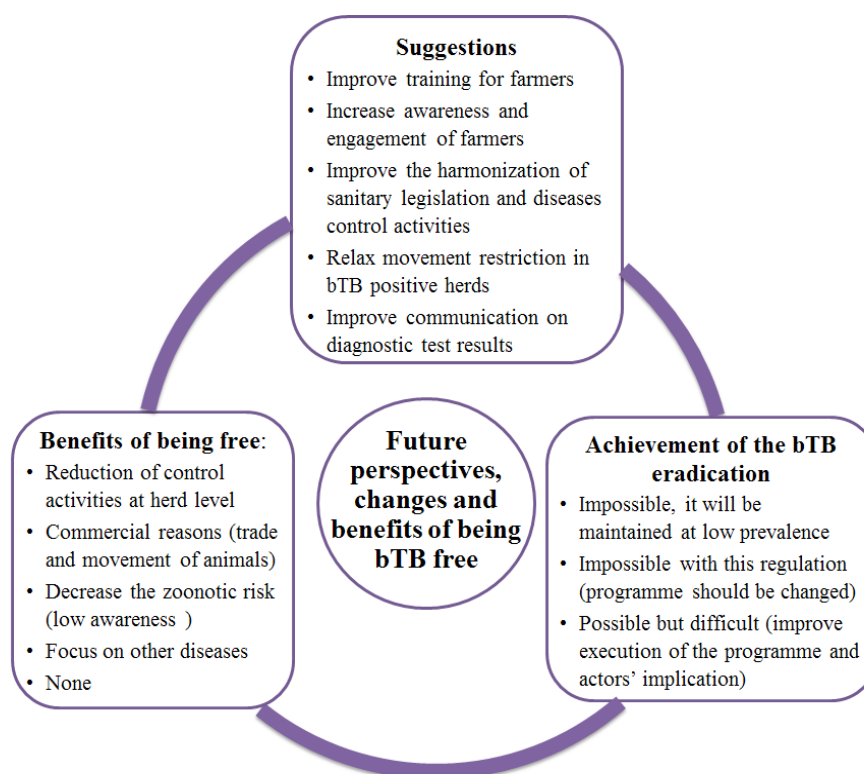 Suggestions
• Improve training for farmers
• Increase awareness and
engagement of farmers
• Improve the harmonization of
sanitary legislation and diseases
control activities
• Relax movement restriction in
bTB positive herds
• Improve communication on
diagnostic test results
Benefits of being free:
• Reduction of control
activities at herd level
• Commercial reasons (trade
and movement of animals)
• Decrease the zoonotic risk
(low awareness )
• Focus on other diseases
• None
Future
perspectives,
changes and
benefits of being
bTB free
Achievement of the bTB
eradication
• Impossible, it will be
maintained at low prevalence
• Impossible with this regulation
(programme should be changed)
• Possible but difficult (improve
execution of the programme and
actors’ implication)